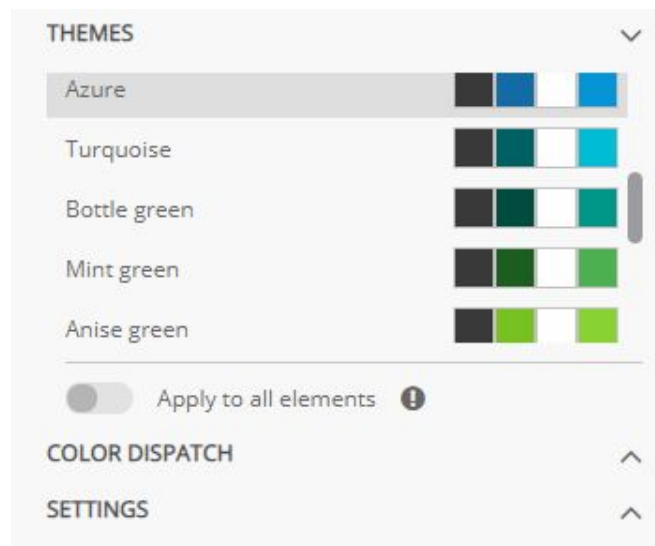 THEMES
Azure
Turquoise
Bottle green
Mint green
Anise green
Apply to all elements
COLOR DISPATCH
SETTINGS